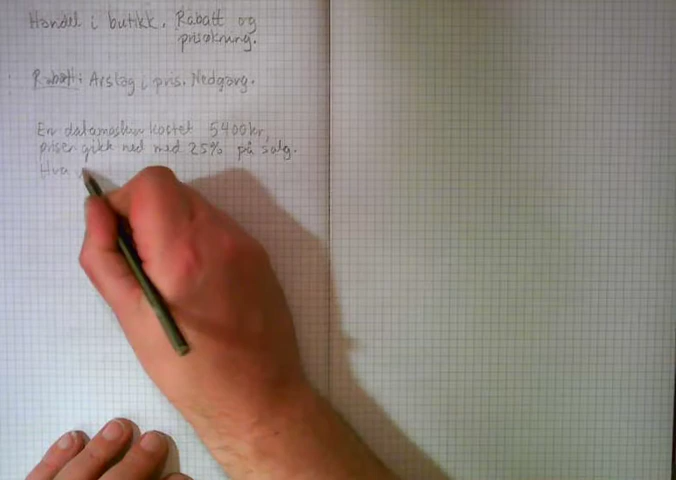 Handel i butikk. Rabatt og
prisøkning.
Rabatt: Avslag i pris. Nedgang.
En datamaskin kostet 5400kr,
prisen gikk ned med 25% på salg.
Hva